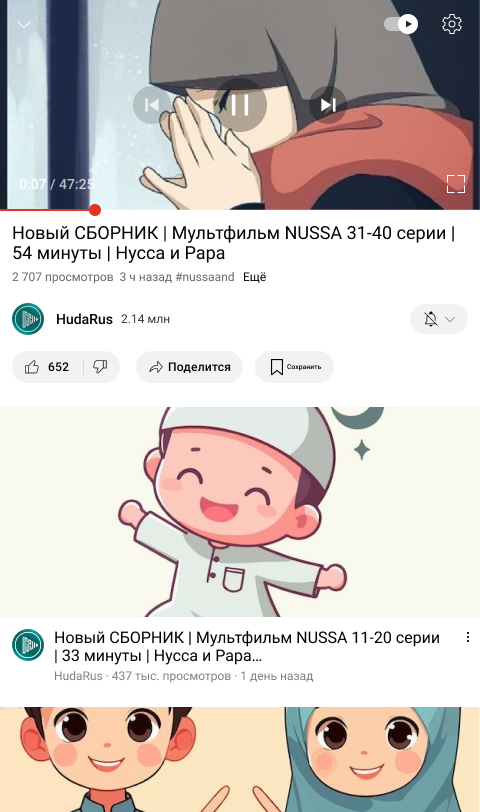 0:07 / 47:25
Новый СБОРНИК | Мультфильм NUSSA 31-40 серии |
54 минуты | Нусса и Рара
2 707 просмотров 3 ч назад #nussaand Ещё
HudaRus 2.14 млн
652 Поделится Сохранить
Новый СБОРНИК | Мультфильм NUSSA 11-20 серии
| 33 минуты | Нусса и Рара...
HudaRus · 437 тыс. просмотров · 1 день назад